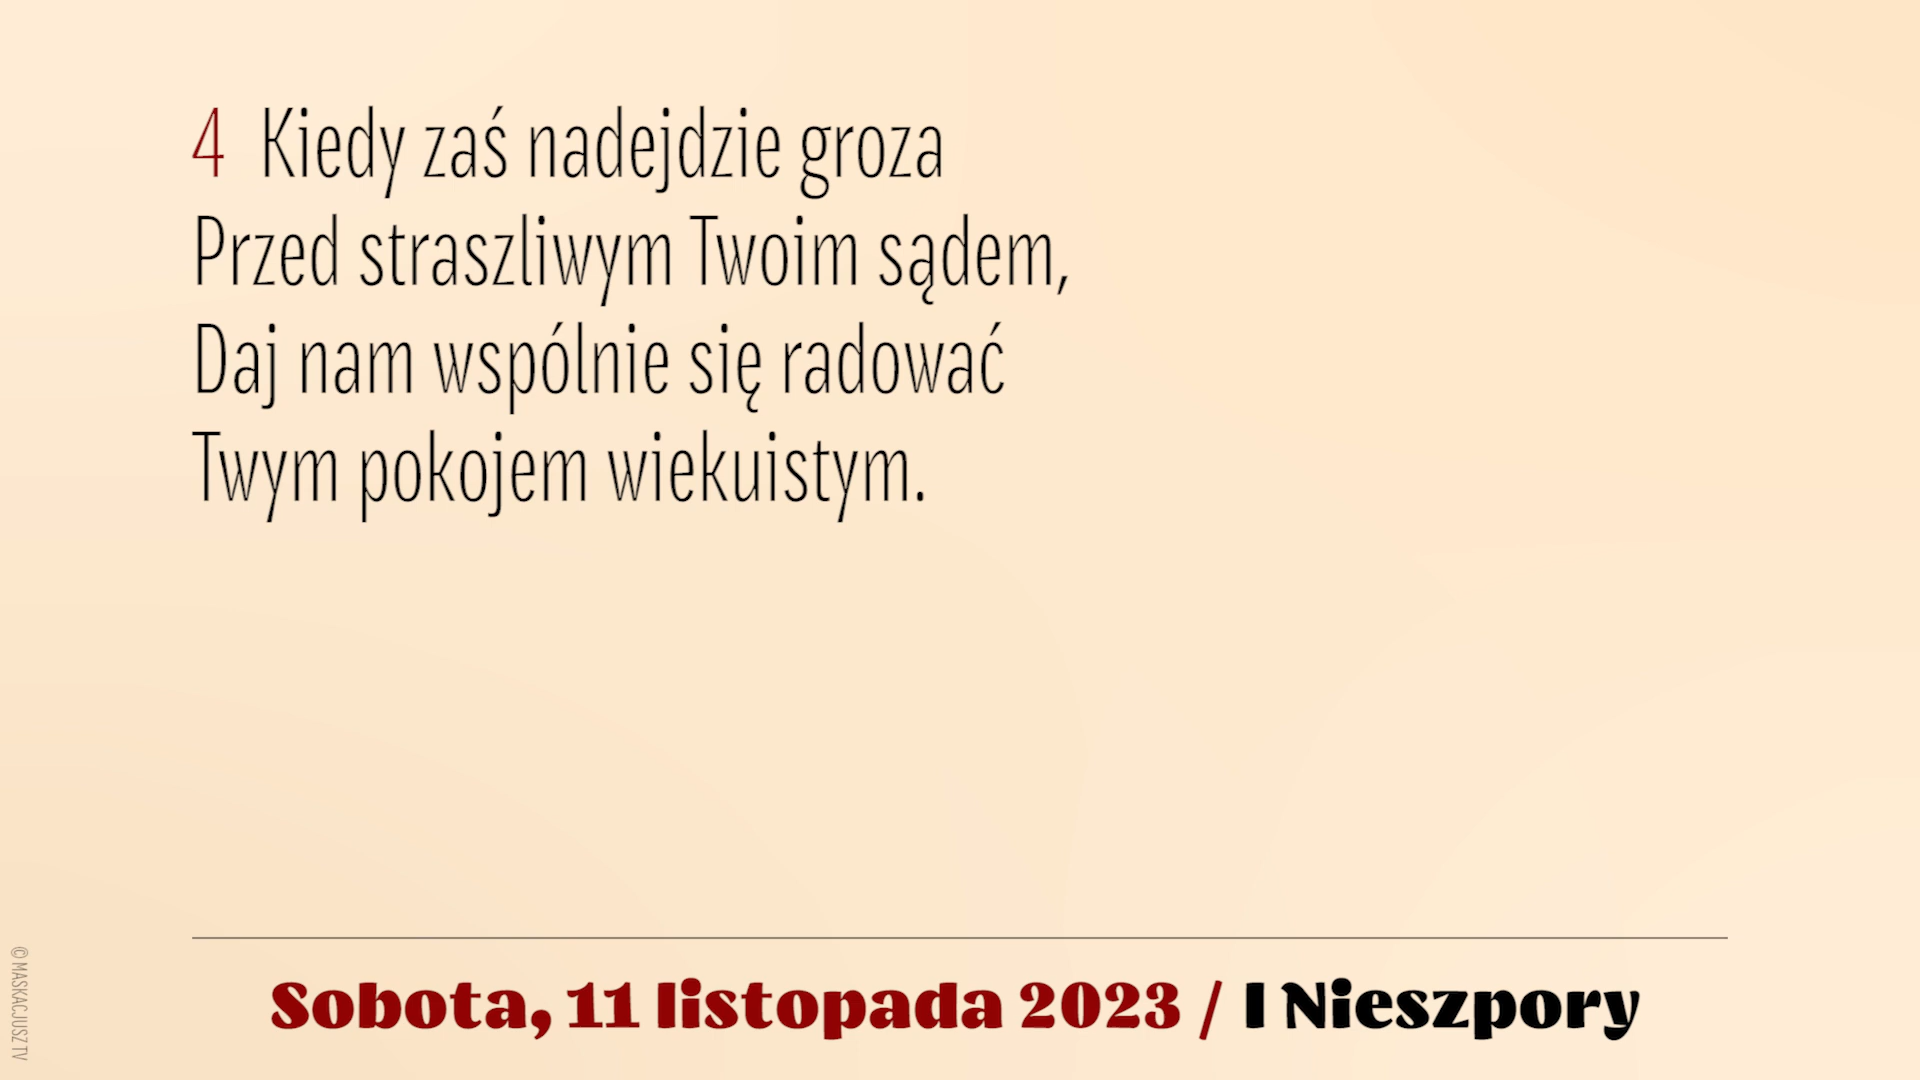 4 Kiedy zaś nadejdzie groza
Przed straszliwym Twoim sądem,
Daj nam wspólnie się radować
Twym pokojem wiekuistym.
Sobota, 11 listopada 2023 / I Nieszpory
© MASKACJUSZ TV